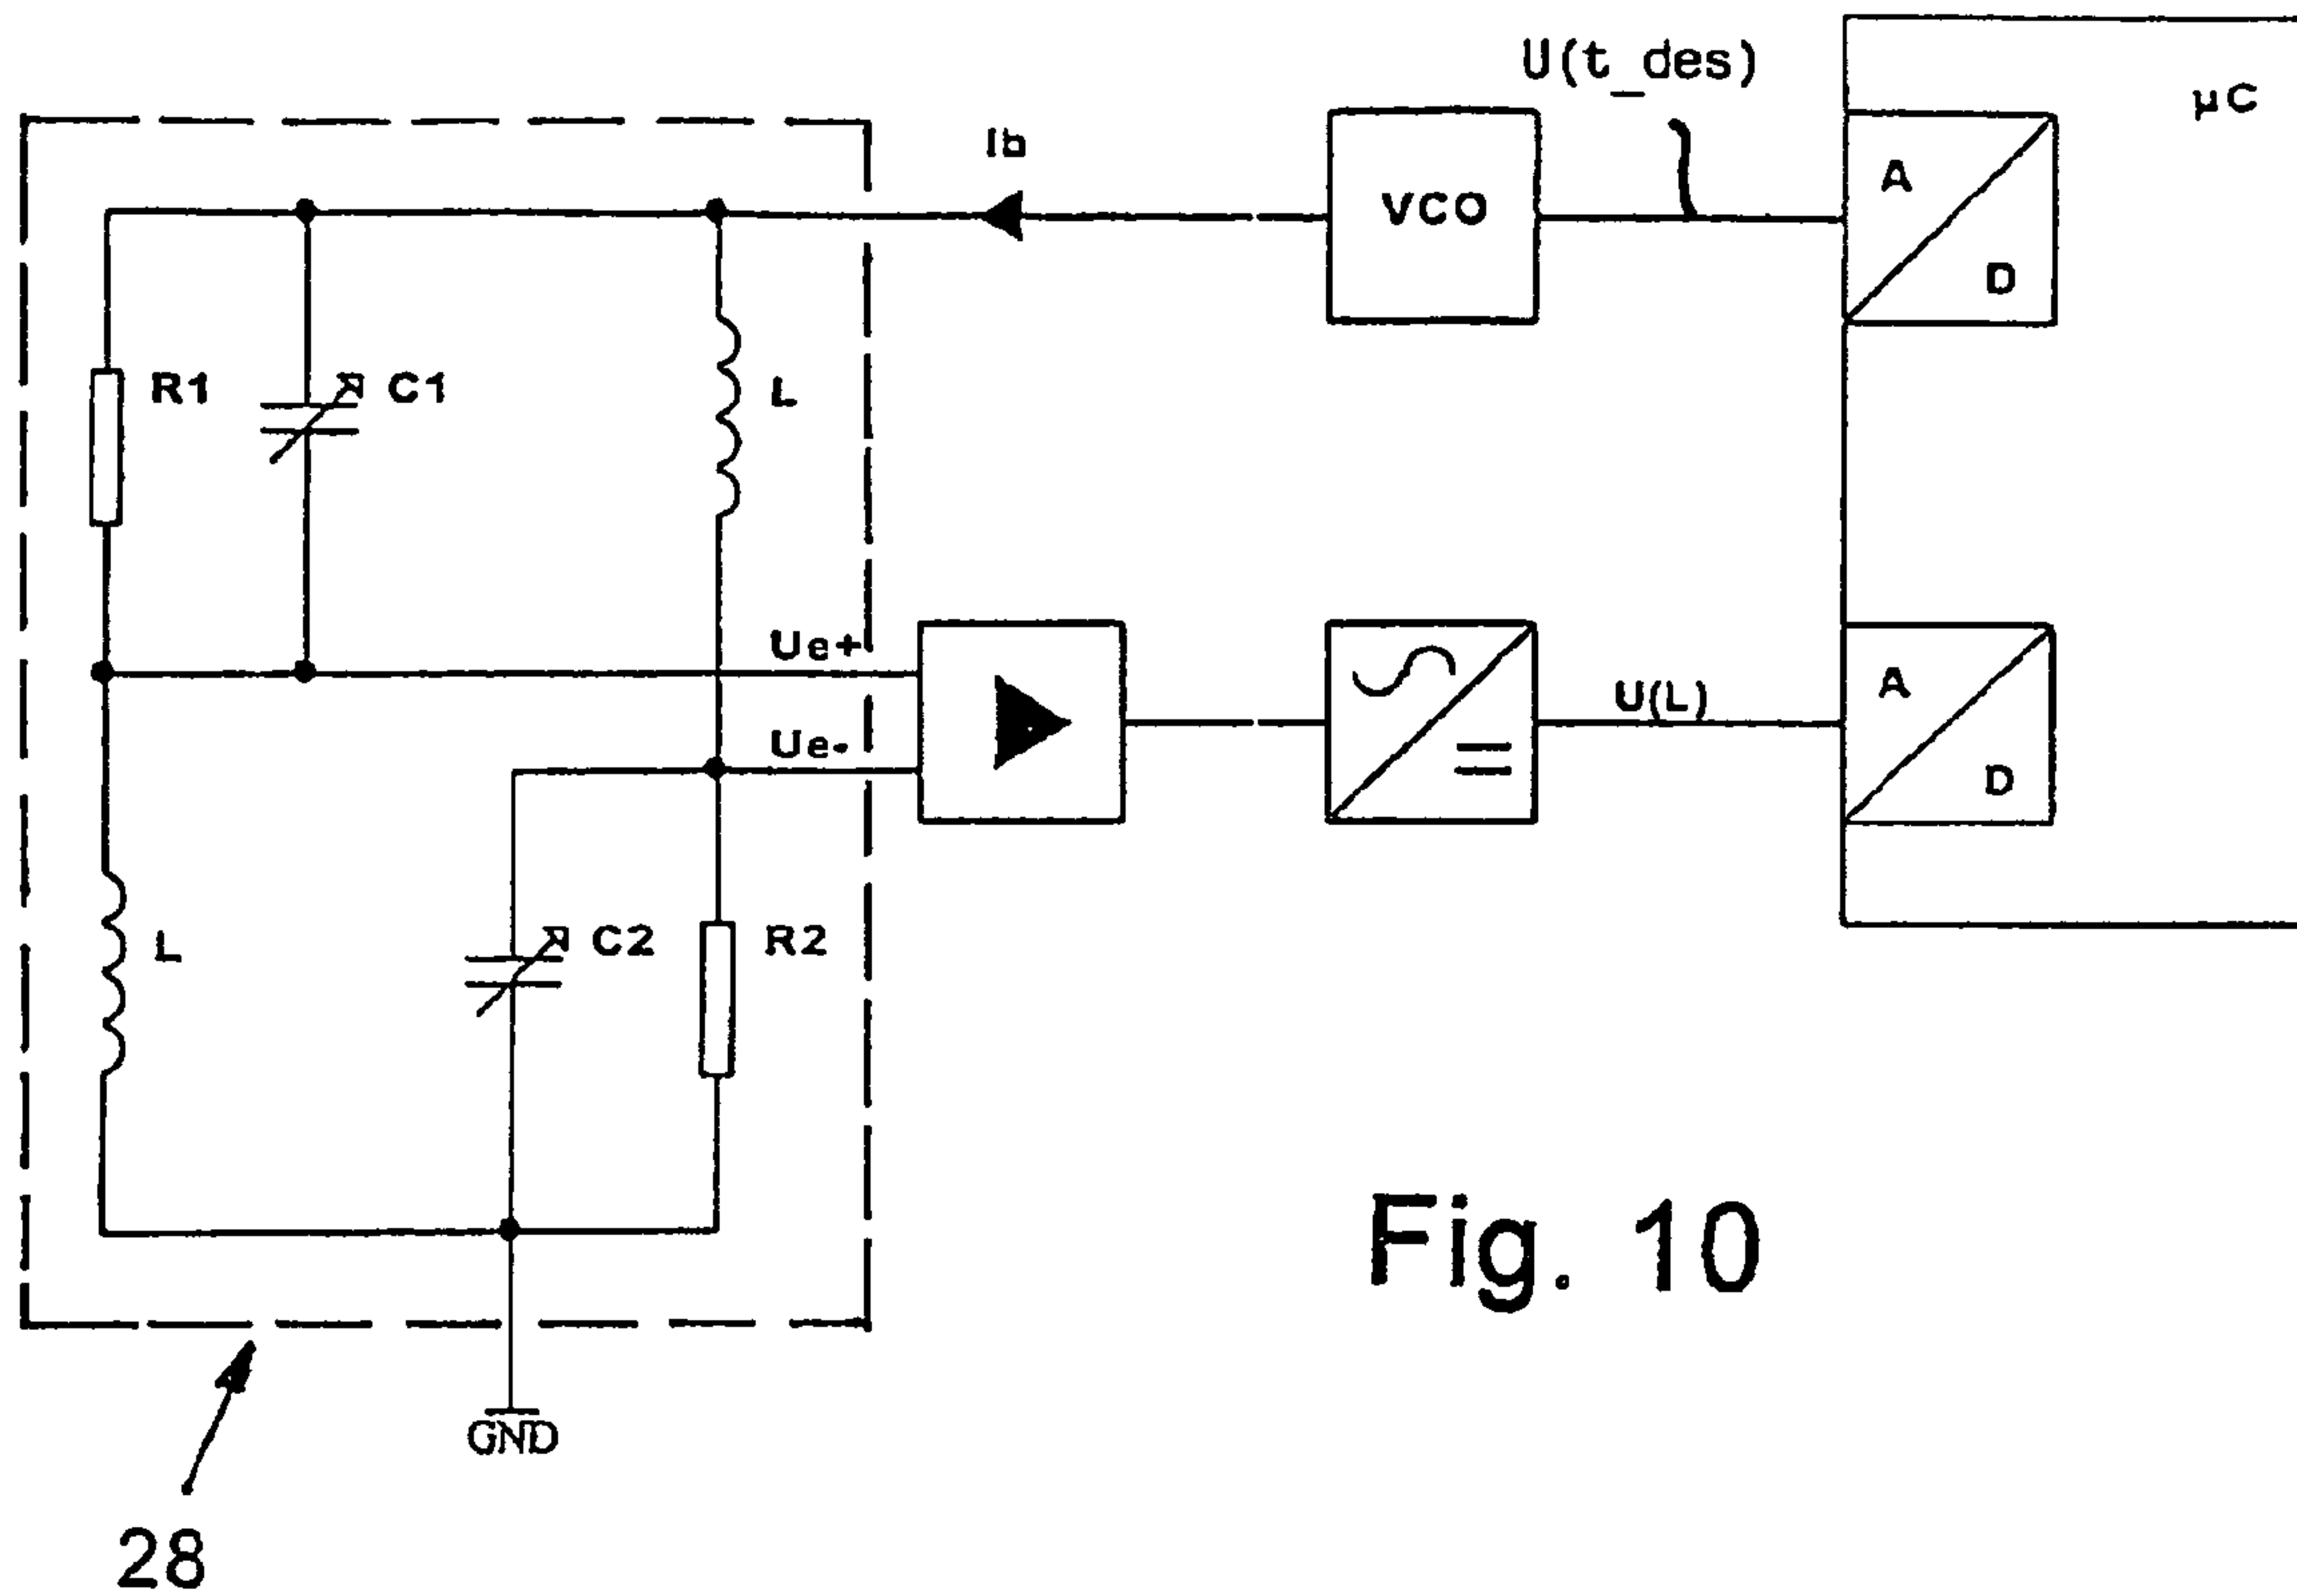 U(t_des)
µC
Ib
VCO
A
D
R1
C1
L
Ue+
Ue-
U(L)
A
D
L
C2
R2
GND
Fig. 10
28